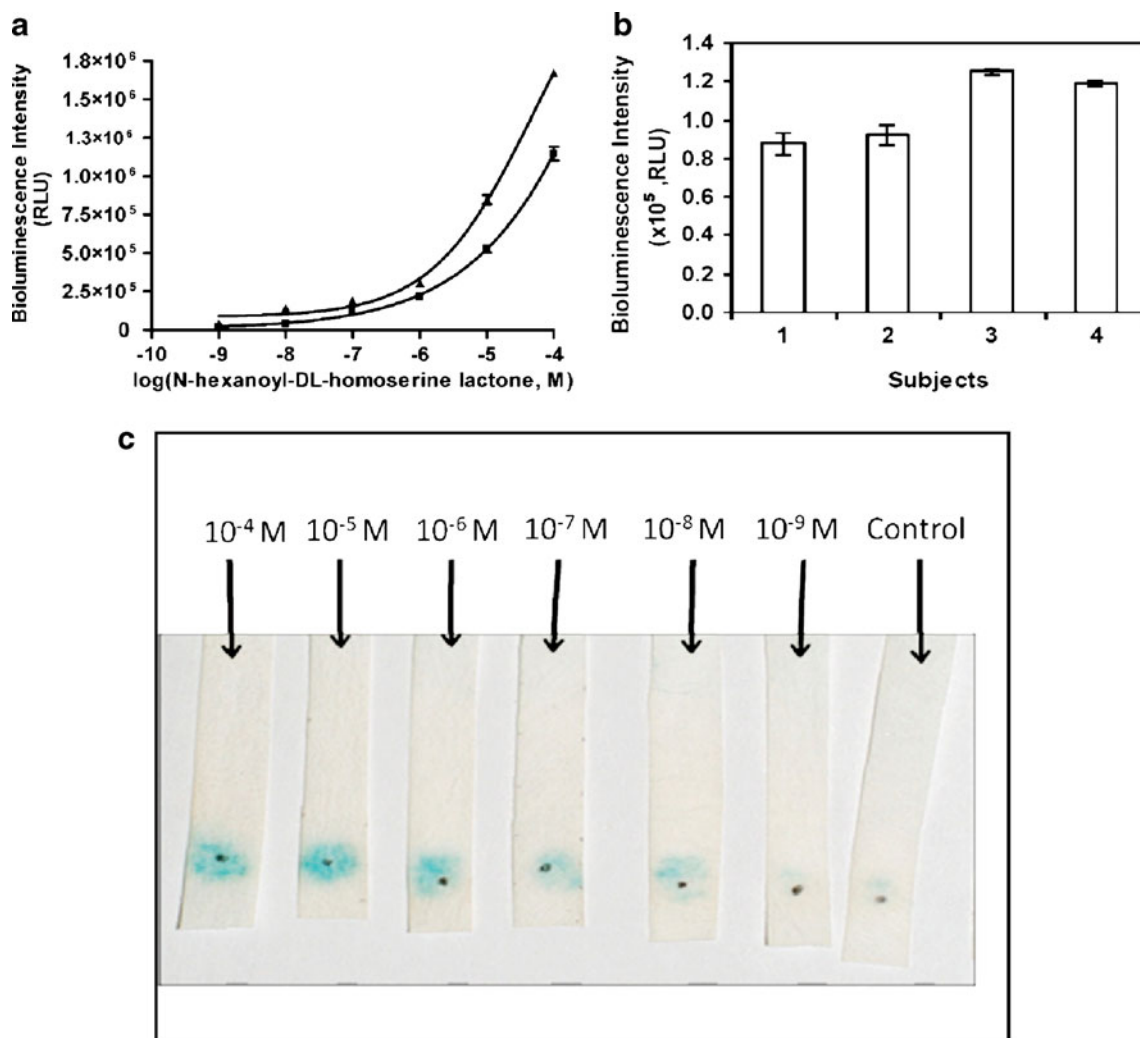 a
Bioluminescence Intensity
(RLU)
1.8×10⁶
1.5×10⁶
1.3×10⁶
1.0×10⁶
7.5×10⁵
5.0×10⁵
2.5×10⁵
0
-10 -9 -8 -7 -6 -5 -4
log(N-hexanoyl-DL-homoserine lactone, M)
b
Bioluminescence Intensity
(x10⁵ ,RLU)
1.4
1.2
1.0
0.8
0.6
0.4
0.2
0.0
1 2 3 4
Subjects
c
10⁻⁴ M 10⁻⁵ M 10⁻⁶ M 10⁻⁷ M 10⁻⁸ M 10⁻⁹ M Control